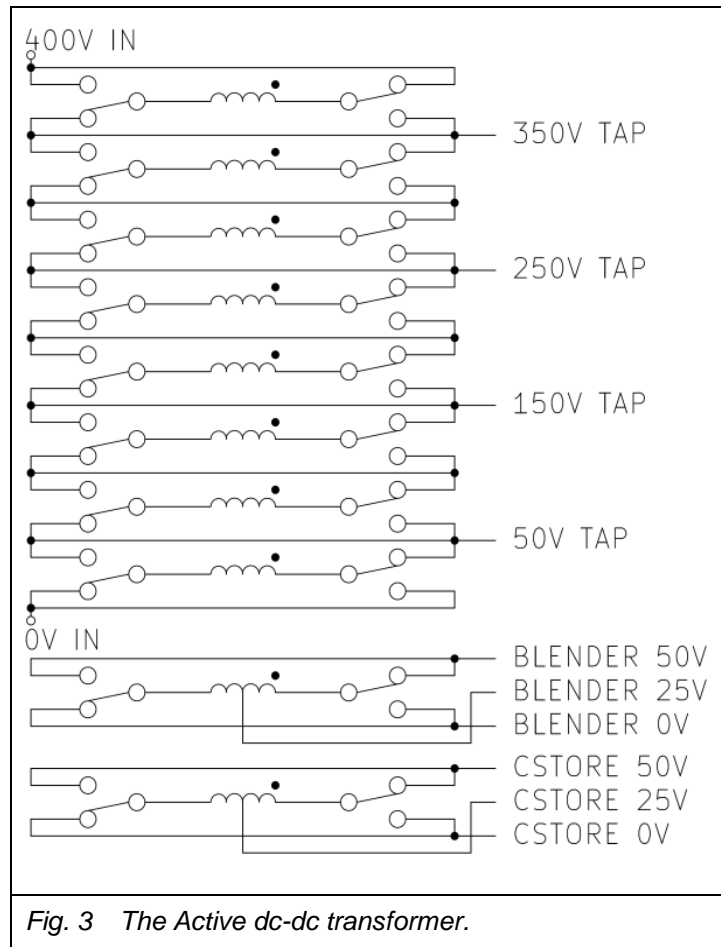 400V IN
350V TAP
250V TAP
150V TAP
50V TAP
0V IN
BLENDER 50V
BLENDER 25V
BLENDER 0V
CSTORE 50V
CSTORE 25V
CSTORE 0V
Fig. 3 The Active dc-dc transformer.